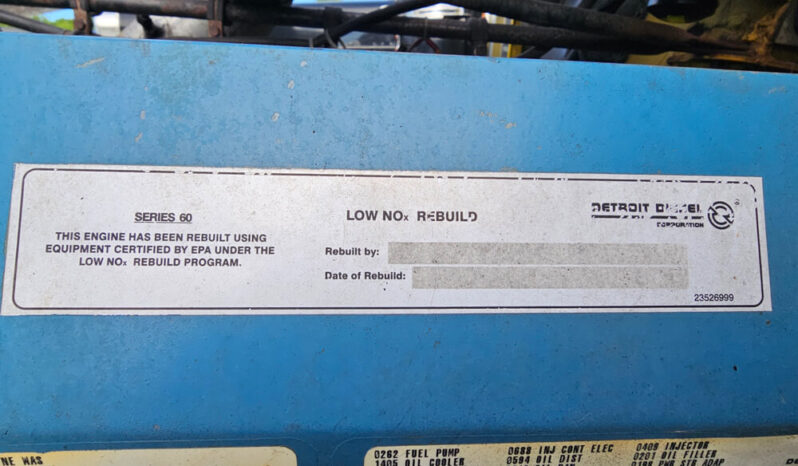 SERIES 60
THIS ENGINE HAS BEEN REBUILT USING
EQUIPMENT CERTIFIED BY EPA UNDER THE
LOW NOx REBUILD PROGRAM.
LOW NOx REBUILD
Rebuilt by:
Date of Rebuild:
DETROIT DIESEL
CORPORATION
23526999
WAS
0262 FUEL PUMP
1405 OIL COOLER
0688 INJ CONT ELEC
0594 OIL DIST
0409 INJECTOR
0201 OIL FILLER